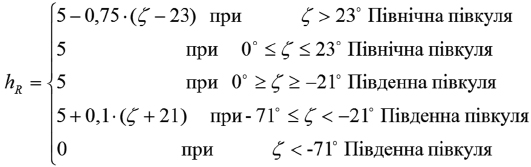 5 – 0,75 · (ζ – 23) при ζ > 23° Північна півкуля
5 при 0° ≤ ζ ≤ 23° Північна півкуля
h_R = 5 при 0° ≥ ζ ≥ –21° Південна півкуля
5 + 0,1 · (ζ + 21) при - 71° ≤ ζ < –21° Південна півкуля
0 при ζ < -71° Південна півкуля